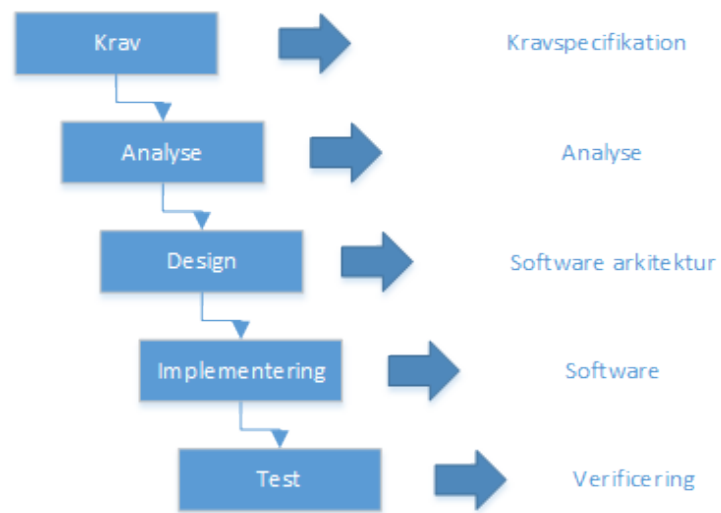 Krav
Kravspecifikation
Analyse
Analyse
Design
Software arkitektur
Implementering
Software
Test
Verificering